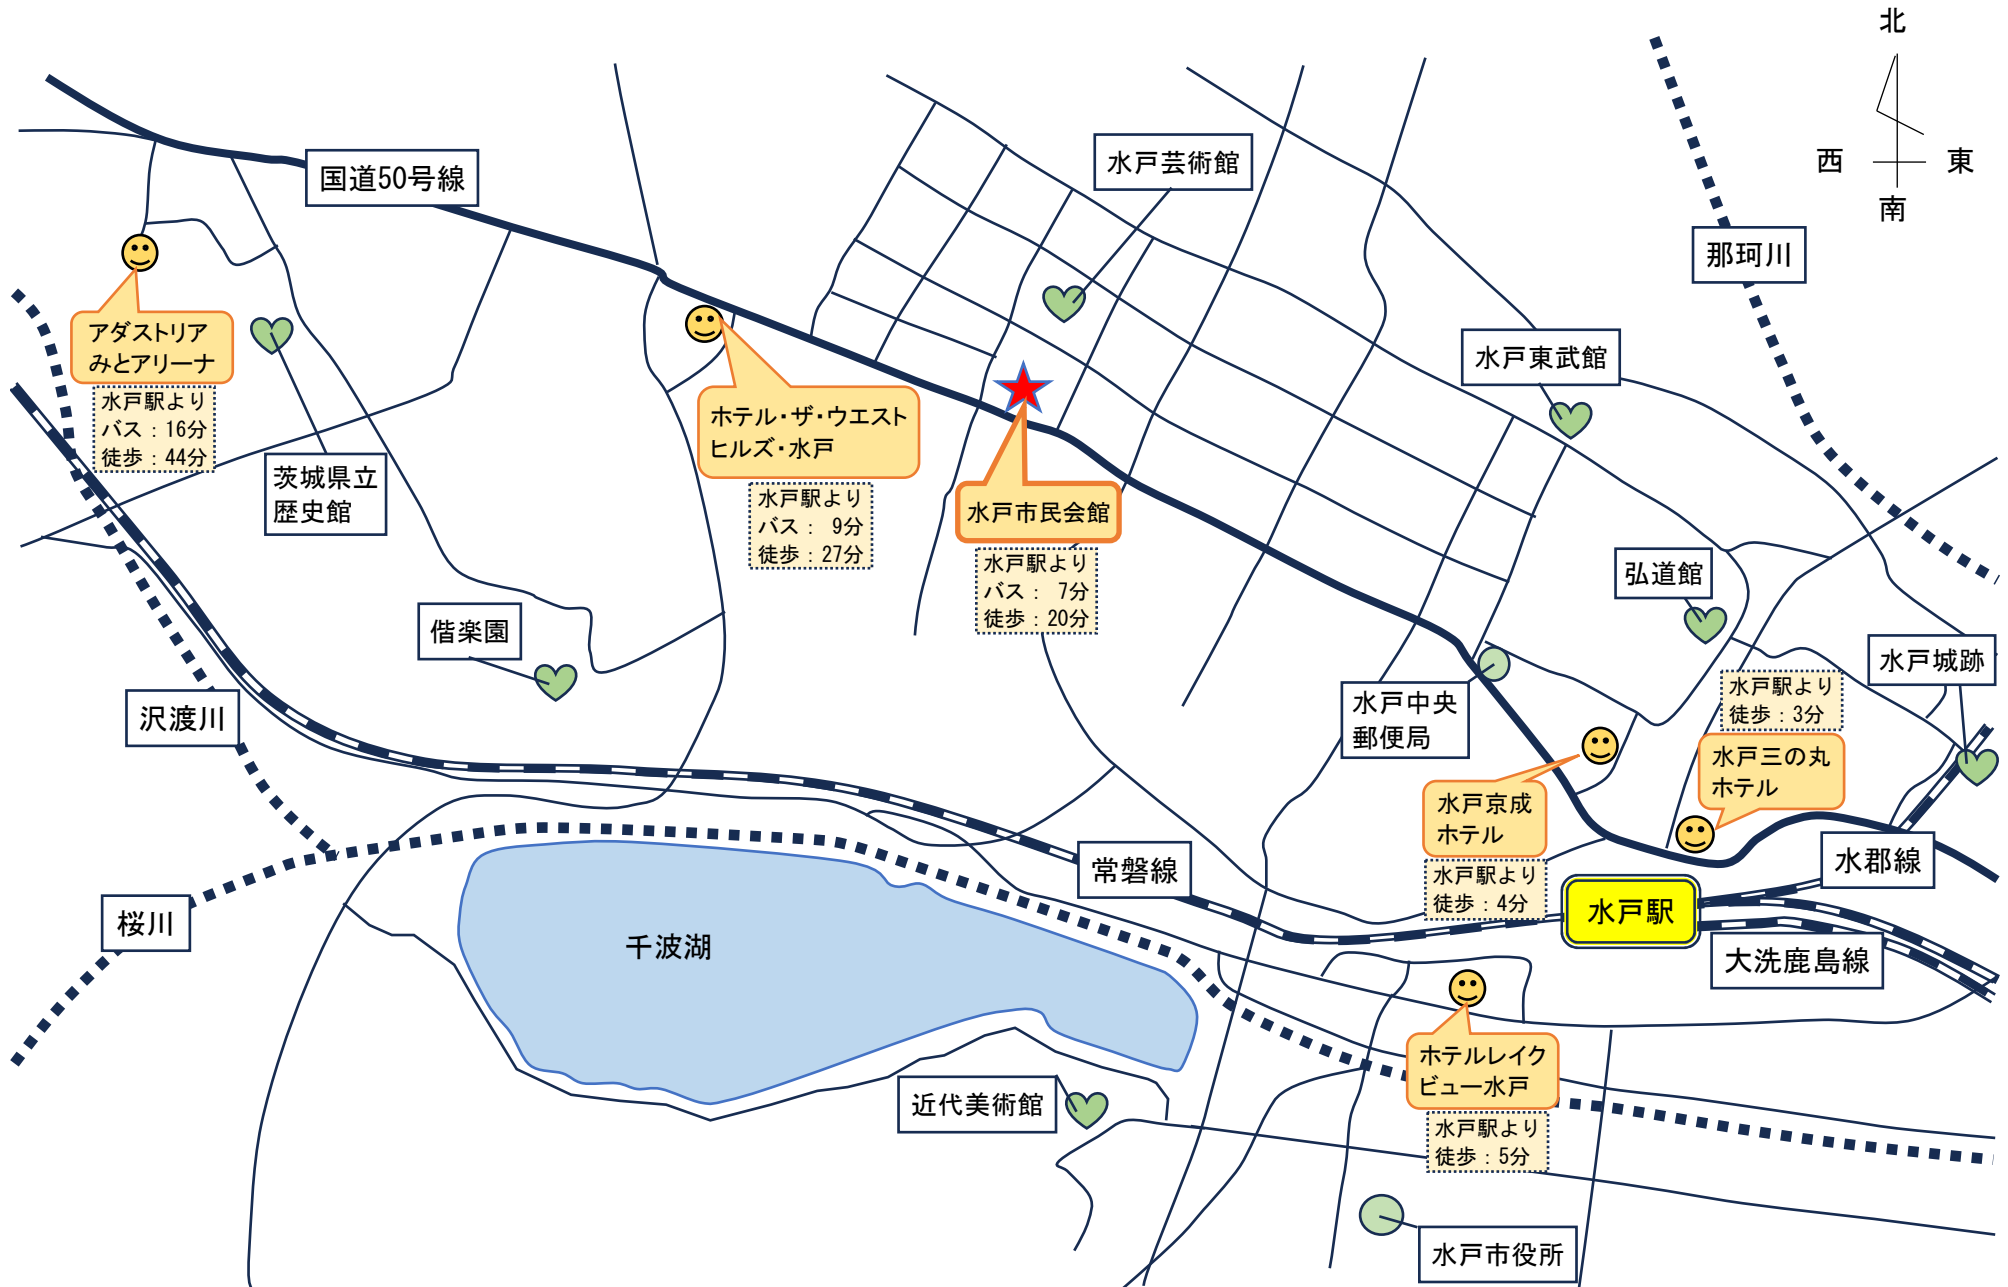 北
西
東
南
国道50号線
水戸芸術館
那珂川
アダストリア
みとアリーナ
水戸駅より
バス：16分
徒歩：44分
水戸東武館
ホテル・ザ・ウエスト
ヒルズ・水戸
水戸駅より
バス： 9分
徒歩：27分
茨城県立
歴史館
水戸市民会館
水戸駅より
バス： 7分
徒歩：20分
弘道館
偕楽園
水戸城跡
水戸駅より
徒歩：3分
沢渡川
水戸中央
郵便局
水戸三の丸
ホテル
水戸京成
ホテル
水戸駅より
徒歩：4分
常磐線
水郡線
桜川
水戸駅
千波湖
大洗鹿島線
ホテルレイク
ビュー水戸
近代美術館
水戸駅より
徒歩：5分
水戸市役所